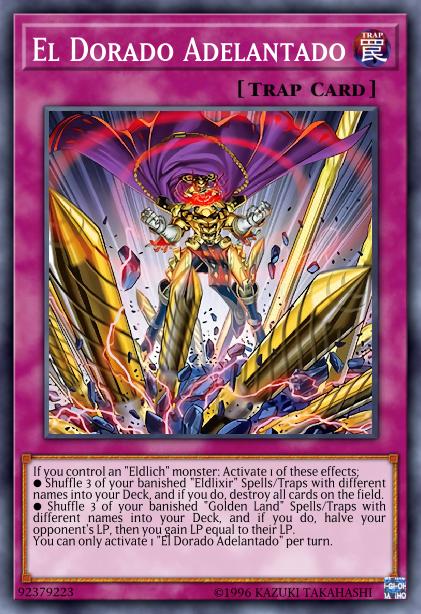 El Dorado Adelantado
TRAP
罠
[Trap Card]
If you control an "Eldlich" monster: Activate 1 of these effects;
● Shuffle 3 of your banished "Eldlixir" Spells/Traps with different
names into your Deck, and if you do, destroy all cards on the field.
● Shuffle 3 of your banished "Golden Land" Spells/Traps with
different names into your Deck, and if you do, halve your
opponent's LP, then you gain LP equal to their LP.
You can only activate 1 "El Dorado Adelantado" per turn.
92379223
©1996 KAZUKI TAKAHASHI